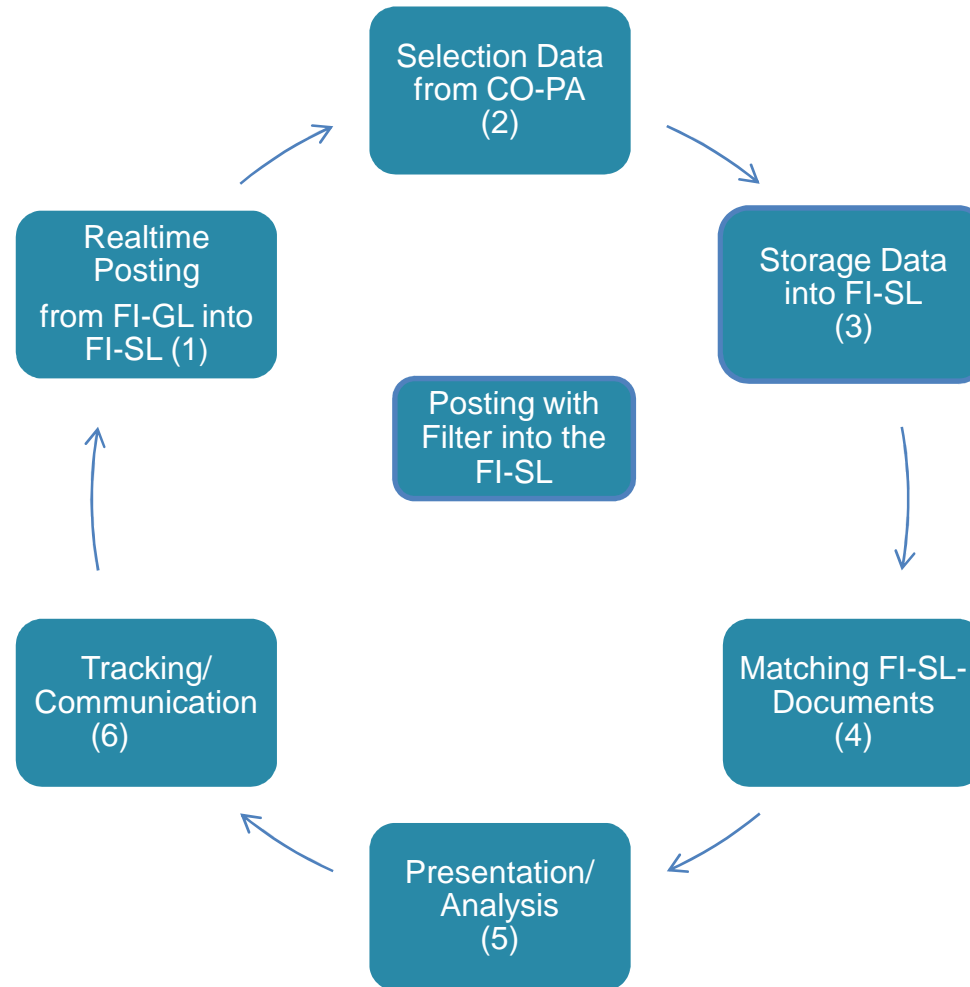 Selection Data
from CO-PA
(2)
Realtime
Posting
from FI-GL into
FI-SL (1)
Storage Data
into FI-SL
(3)
Posting with
Filter into the
FI-SL
Tracking/
Communication
(6)
Matching FI-SL-
Documents
(4)
Presentation/
Analysis
(5)